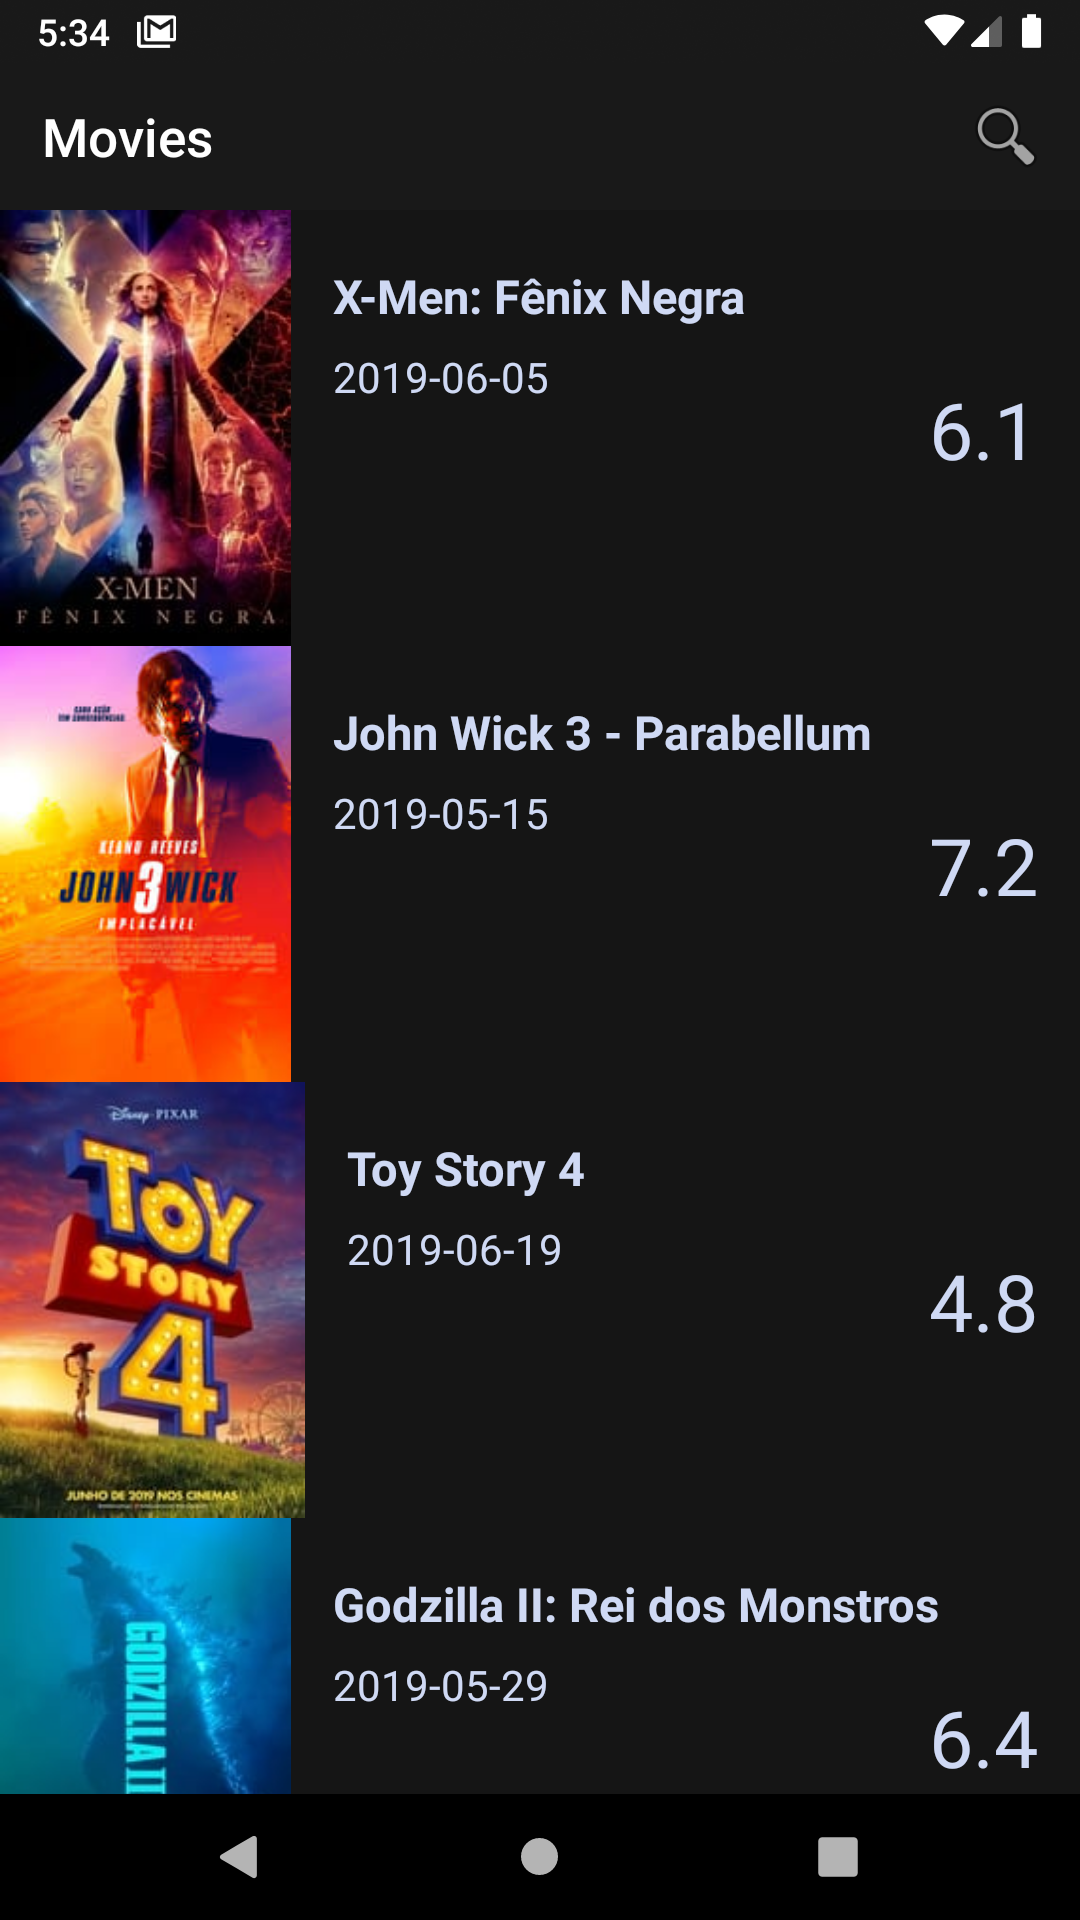 5:34
Movies
X-MEN
FÊNIX NEGRA
X-Men: Fênix Negra
2019-06-05
6.1
KEANU REEVES
JOHN 3 WICK
IMPLACÁVEL
John Wick 3 - Parabellum
2019-05-15
7.2
Disney PIXAR
TOY
STORY
4
JUNHO DE 2019 NOS CINEMAS
Toy Story 4
2019-06-19
4.8
GODZILLA II
Godzilla II: Rei dos Monstros
2019-05-29
6.4